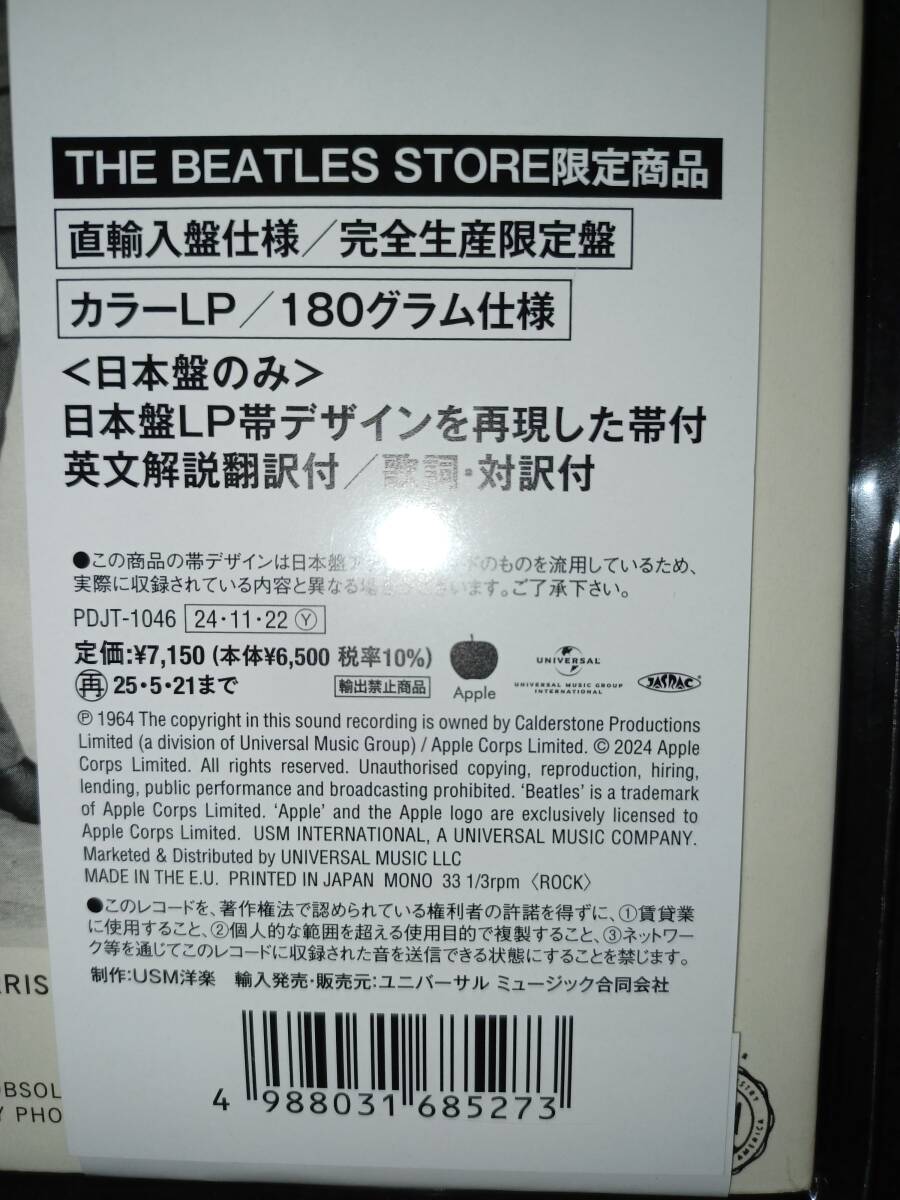 THE BEATLES STORE限定商品
直輸入盤仕様／完全生産限定盤
カラーLP／180グラム仕様
＜日本盤のみ＞
日本盤LP帯デザインを再現した帯付
英文解説翻訳付／歌詞・対訳付
●この商品の帯デザインは日本盤ア ドのものを流用しているため、
実際に収録されている内容と異なる場 ざいます。ご了承下さい。
PDJT-1046 24・11・22 Ⓨ
定価:¥7,150 (本体¥6,500 税率10%)
再 25・5・21まで 輸出禁止商品
Apple
UNIVERSAL
UNIVERSAL MUSIC GROUP
INTERNATIONAL
JASRAC
℗ 1964 The copyright in this sound recording is owned by Calderstone Productions
Limited (a division of Universal Music Group) / Apple Corps Limited. © 2024 Apple
Corps Limited. All rights reserved. Unauthorised copying, reproduction, hiring,
lending, public performance and broadcasting prohibited. ‘Beatles’ is a trademark
of Apple Corps Limited. ‘Apple’ and the Apple logo are exclusively licensed to
Apple Corps Limited. USM INTERNATIONAL, A UNIVERSAL MUSIC COMPANY.
Marketed & Distributed by UNIVERSAL MUSIC LLC
MADE IN THE E.U. PRINTED IN JAPAN MONO 33 1/3rpm 〈ROCK〉
●このレコードを、著作権法で認められている権利者の許諾を得ずに、①賃貸業
に使用すること、②個人的な範囲を超える使用目的で複製すること、③ネットワー
ク等を通じてこのレコードに収録された音を送信できる状態にすることを禁じます。
制作:USM洋楽 輸入発売・販売元:ユニバーサル ミュージック合同会社
4 988031 685273
RRIS
OBSOL
Y PHO
AMERICA